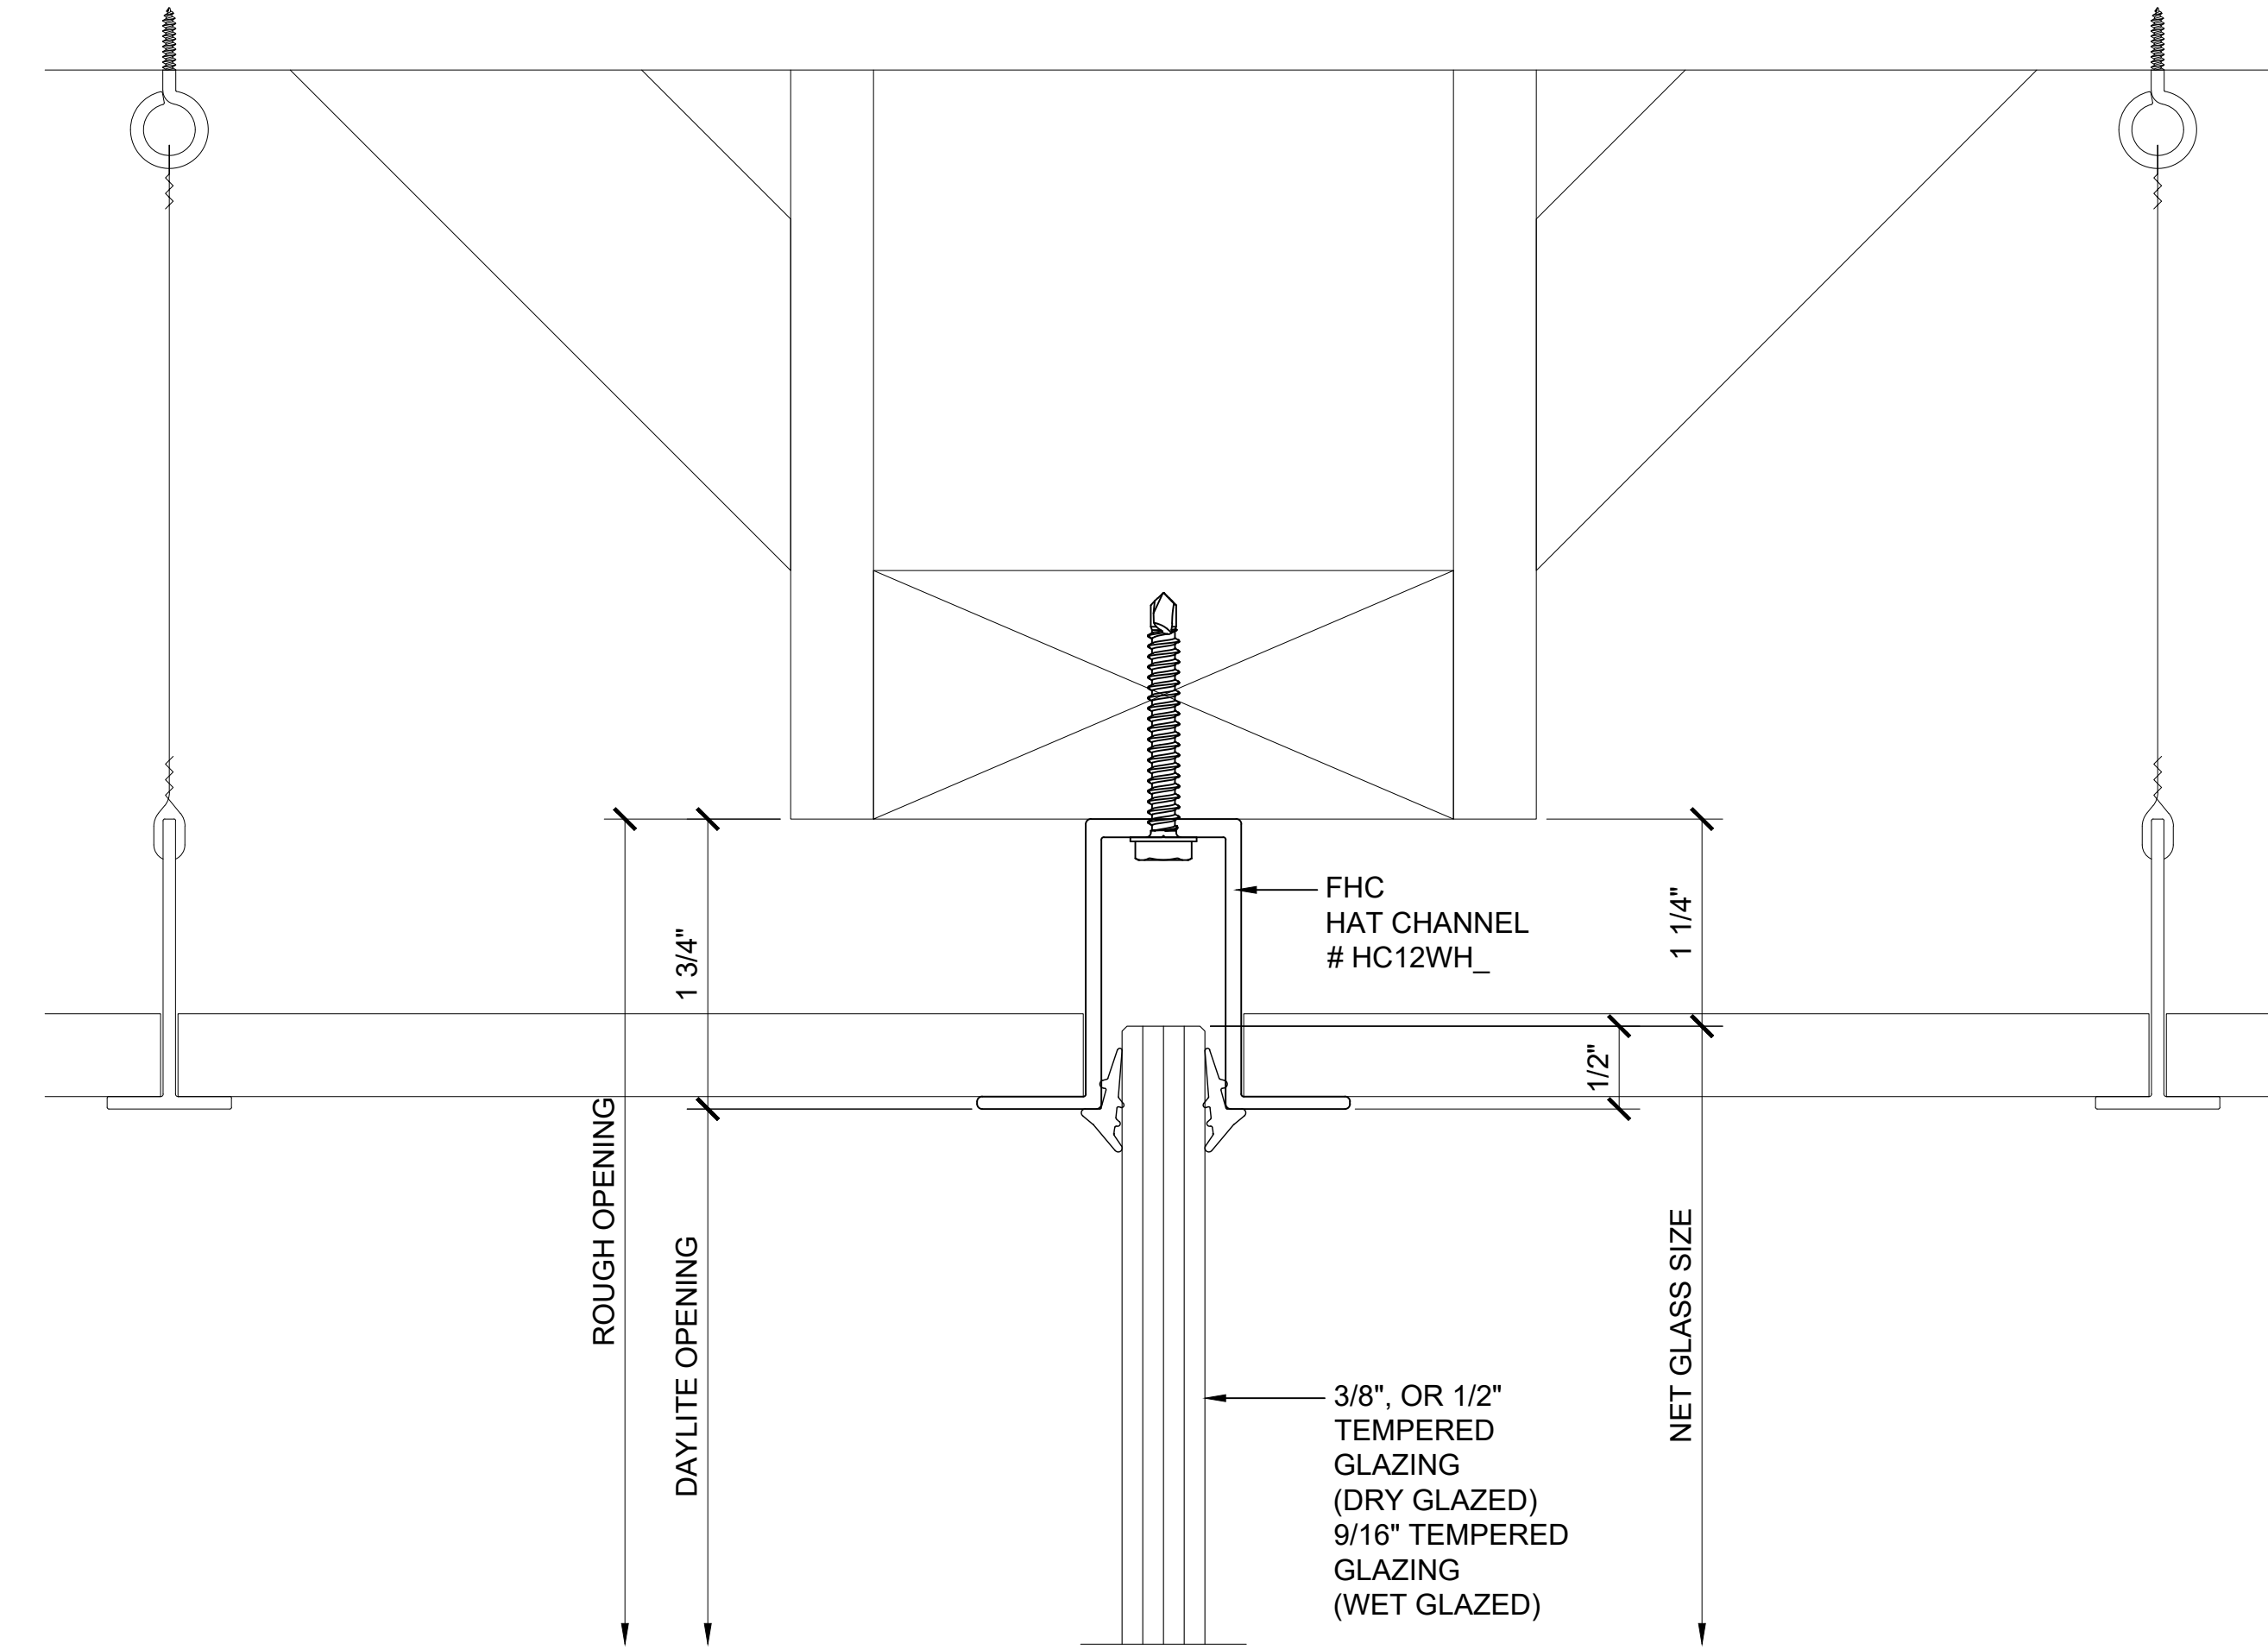 FHC
HAT CHANNEL
# HC12WH_
1 3/4"
1 1/4"
1/2"
ROUGH OPENING
DAYLITE OPENING
NET GLASS SIZE
3/8", OR 1/2"
TEMPERED
GLAZING
(DRY GLAZED)
9/16" TEMPERED
GLAZING
(WET GLAZED)